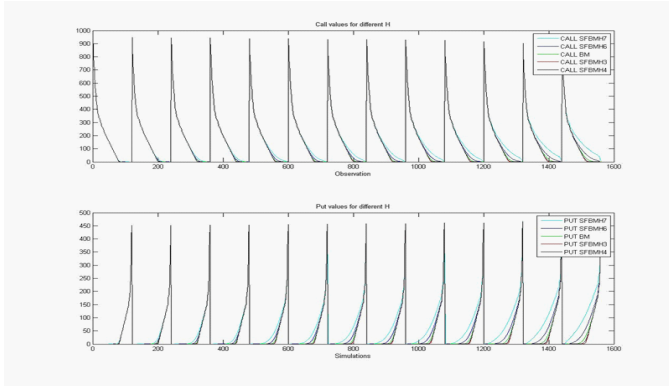 Call values for different H
1000
900
800
700
600
500
400
300
200
100
0
0 200 400 600 800 1000 1200 1400 1600
Observation
CALL SFBMH7
CALL SFBMH6
CALL BM
CALL SFBMH3
CALL SFBMH4
Put values for different H
500
450
400
350
300
250
200
150
100
50
0
0 200 400 600 800 1000 1200 1400 1600
Simulations
PUT SFBMH7
PUT SFBMH6
PUT BM
PUT SFBMH3
PUT SFBMH4